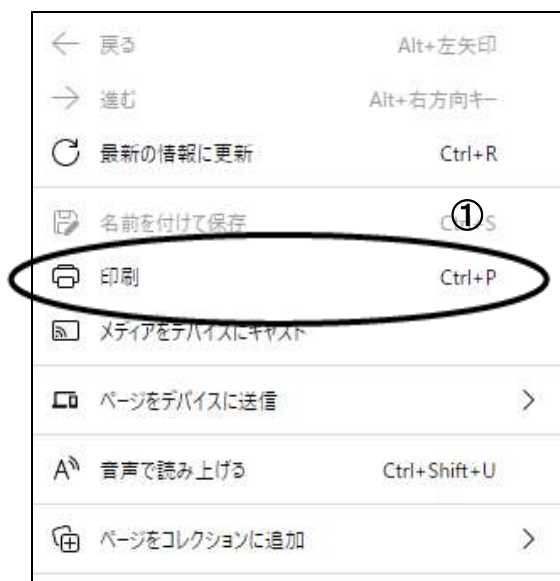 戻る Alt+左矢印
進む Alt+右方向キー
最新の情報に更新 Ctrl+R
名前を付けて保存 Ctrl+S
①
印刷 Ctrl+P
メディアをデバイスにキャスト
ページをデバイスに送信
音声で読み上げる Ctrl+Shift+U
ページをコレクションに追加